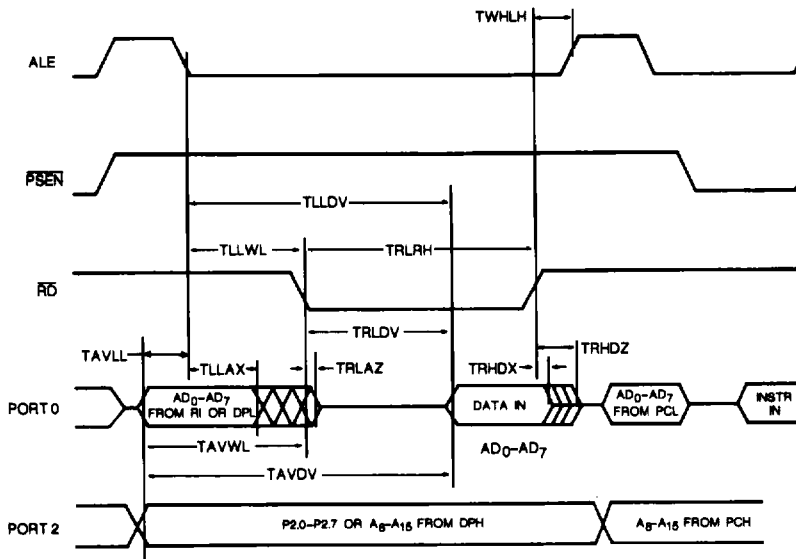 TWHLH
ALE
PSEN
TLLDV
TLLWL
TRLRH
RD
TRLDV
TAVLL
TLLAX
TRLAZ
TRHDX
TRHDZ
PORT 0
AD0-AD7
FROM RI OR DPL
DATA IN
AD0-AD7
FROM PCL
INSTR
IN
TAVWL
AD0-AD7
TAVDV
PORT 2
P2.0-P2.7 OR A8-A15 FROM DPH
A8-A15 FROM PCH